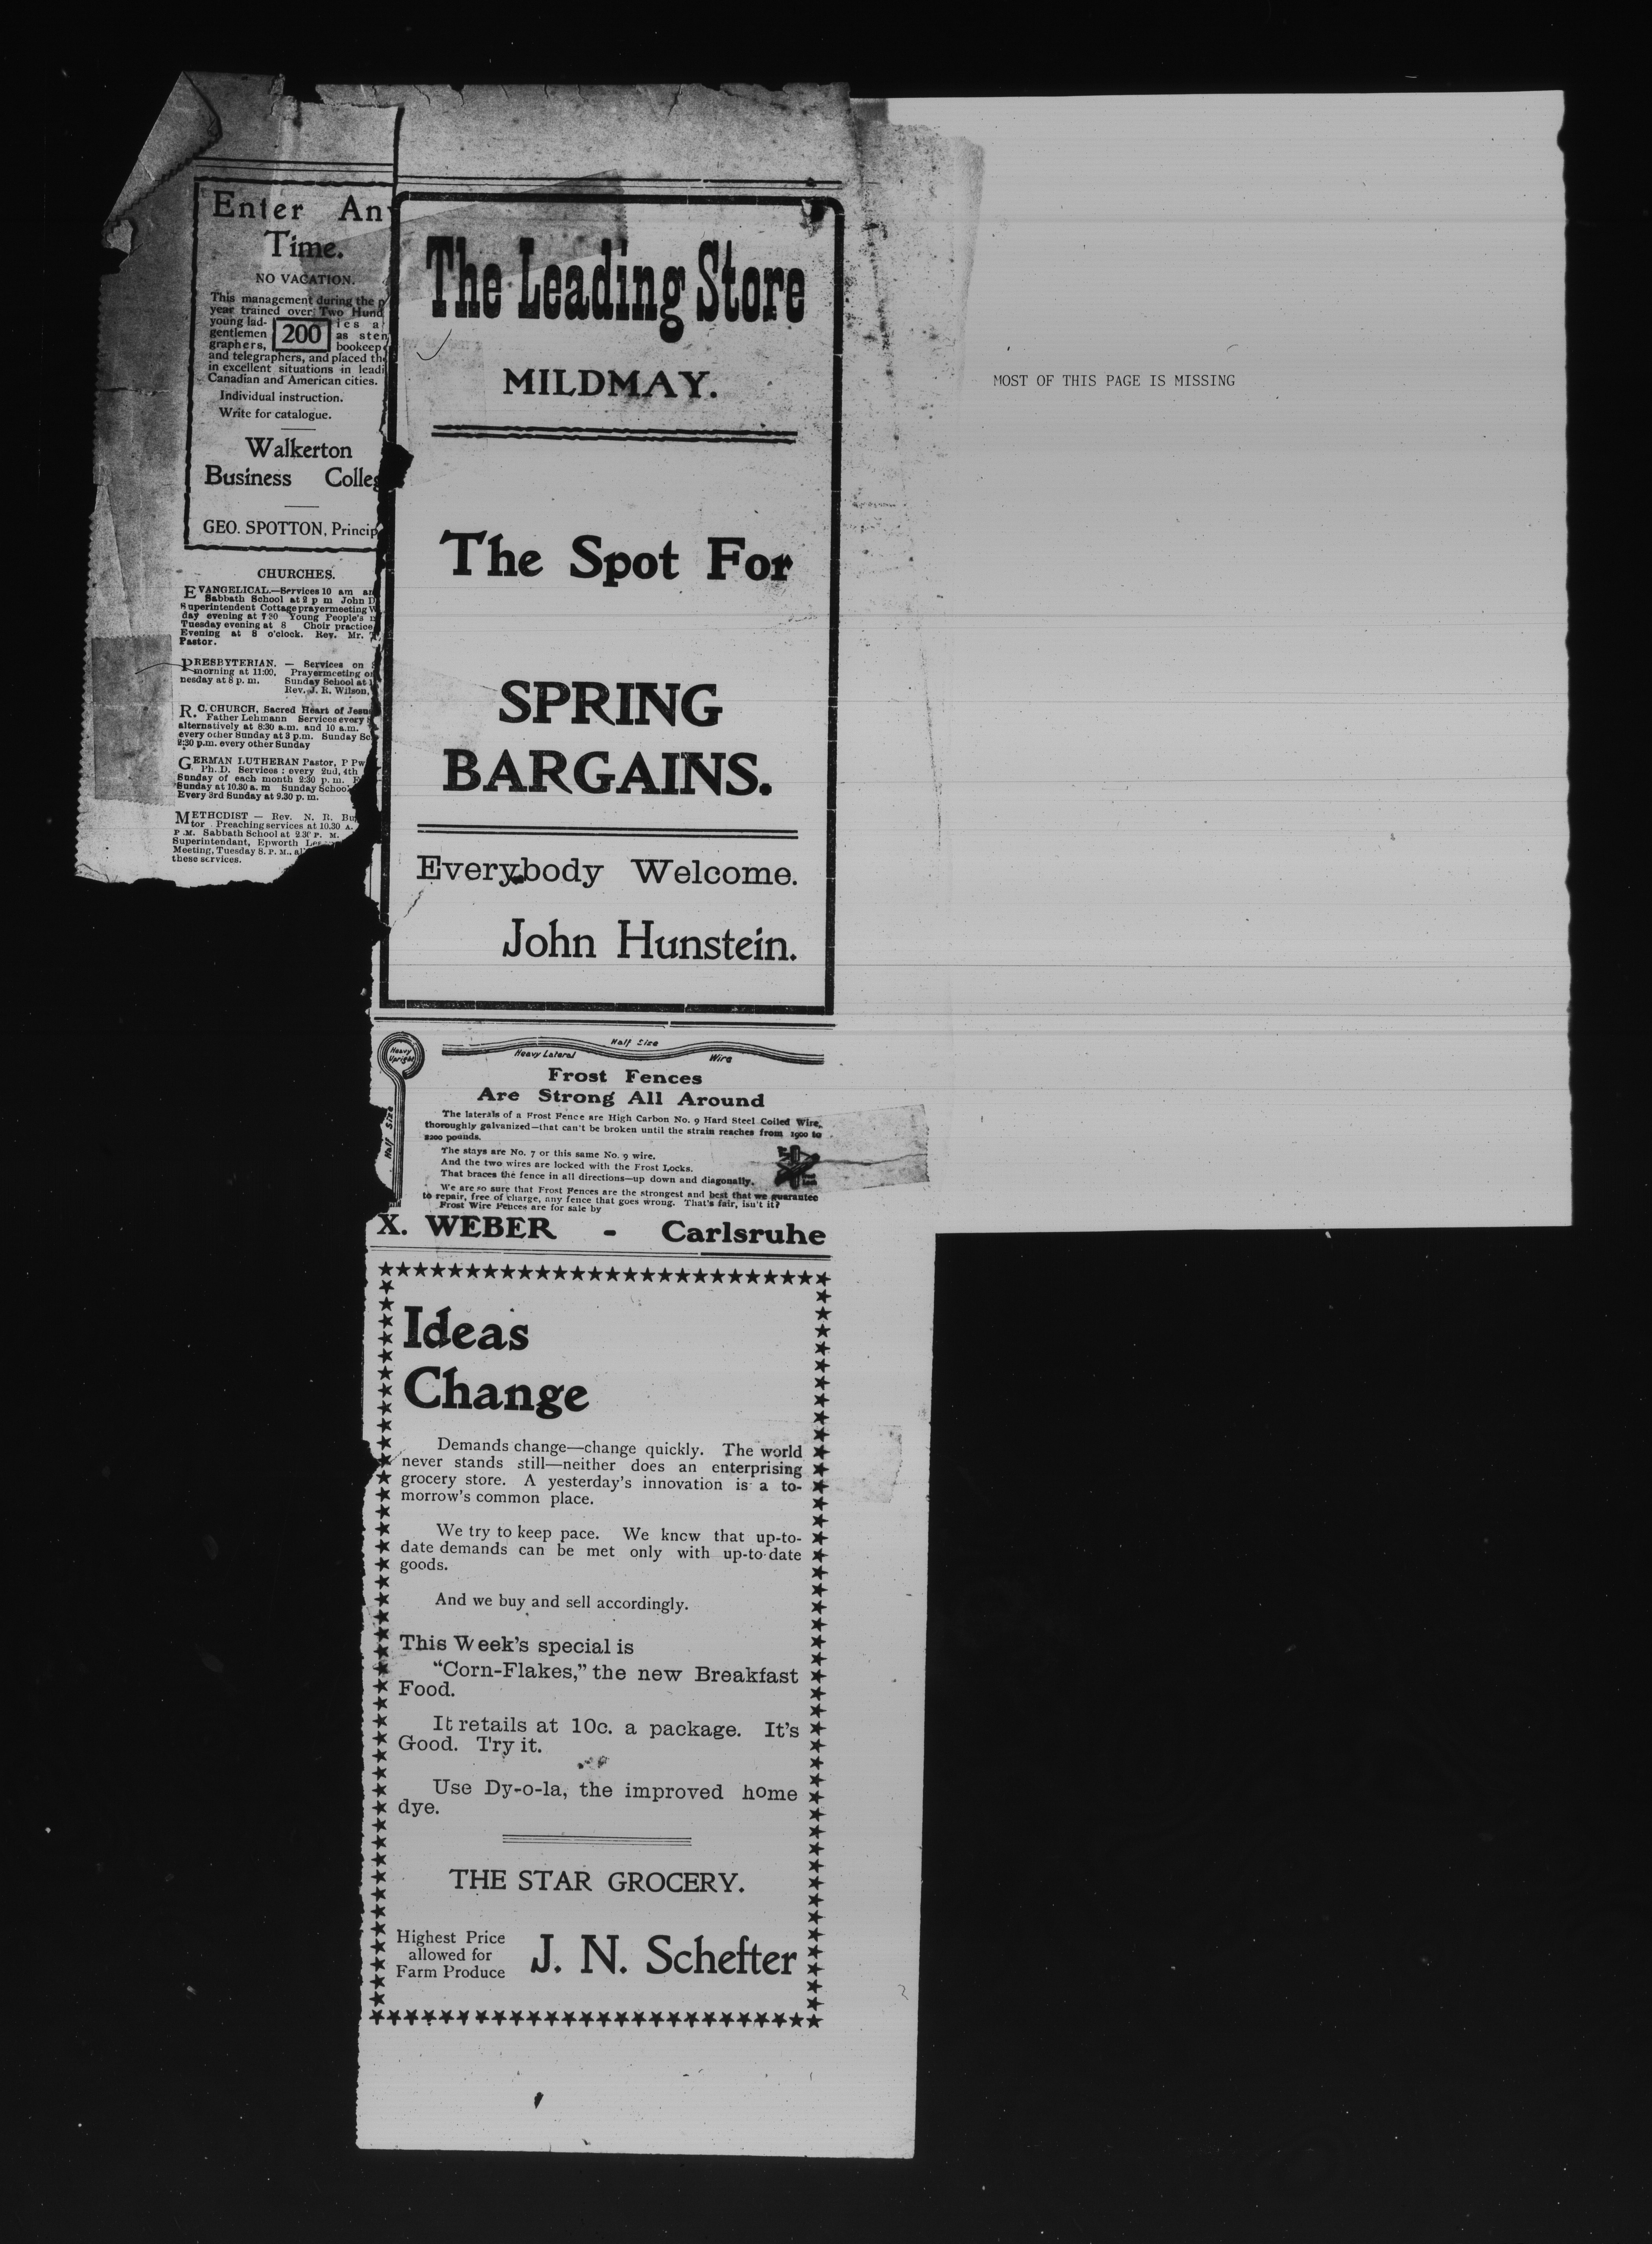 Enter An
Time.
NO VACATION.
This management during the p
year trained over Two Hund
young lad- ies a
gentlemen 200 as sten
graphers, bookeep
and telegraphers, and placed th
in excellent situations in leadi
Canadian and American cities.
Individual instruction.
Write for catalogue.
Walkerton
Business Colleg
GEO. SPOTTON, Princip
CHURCHES.
EVANGELICAL.—Services 10 am an
Sabbath School at 2 p m John D
Superintendent Cottage prayermeeting W
day evening at 7 30 Young People's
Tuesday evening at 8 Choir practice
Evening at 8 o'clock. Rev. Mr.
Pastor.
PRESBYTERIAN. — Services on
morning at 11:00. Prayermeeting o
nesday at 8 p. m. Sunday School at
Rev. J. R. Wilson,
R. C. CHURCH, Sacred Heart of Jesu
Father Lehmann Services every
alternatively at 8:30 a.m. and 10 a.m.
every other Sunday at 3 p.m. Sunday Sc
2:30 p.m. every other Sunday
GERMAN LUTHERAN Pastor, P Pw
Ph. D. Services : every 2nd, 4th
Sunday of each month 2:30 p. m. E
Sunday at 10.30 a. m Sunday School
Every 3rd Sunday at 9.30 p. m.
METHODIST — Rev. N. R. Bu
tor Preaching services at 10.30 A.
P .M. Sabbath School at 2.30 P. M.
Superintendant, Epworth Le
Meeting, Tuesday 8. P. M., al
these services.
The Leading Store
MILDMAY.
The Spot For
SPRING
BARGAINS.
Everybody Welcome.
John Hunstein.
Half Size
Heavy Upright
Heavy Lateral
Wire
Half Size
Frost Fences
Are Strong All Around
The laterals of a Frost Fence are High Carbon No. 9 Hard Steel Coiled Wire,
thoroughly galvanized—that can't be broken until the strain reaches from 1900 to
2200 pounds.
The stays are No. 7 or this same No. 9 wire.
And the two wires are locked with the Frost Locks.
That braces the fence in all directions—up down and diagonally.
We are so sure that Frost Fences are the strongest and best that we guarantee
to repair, free of charge, any fence that goes wrong. That's fair, isn't it?
Frost Wire Fences are for sale by
X. WEBER - Carlsruhe
Ideas
Change
Demands change—change quickly. The world
never stands still—neither does an enterprising
grocery store. A yesterday's innovation is a to-
morrow's common place.
We try to keep pace. We knew that up-to-
date demands can be met only with up-to-date
goods.
And we buy and sell accordingly.
This Week's special is
"Corn-Flakes," the new Breakfast
Food.
It retails at 10c. a package. It's
Good. Try it.
Use Dy-o-la, the improved home
dye.
THE STAR GROCERY.
Highest Price
allowed for
Farm Produce
J. N. Schefter
MOST OF THIS PAGE IS MISSING